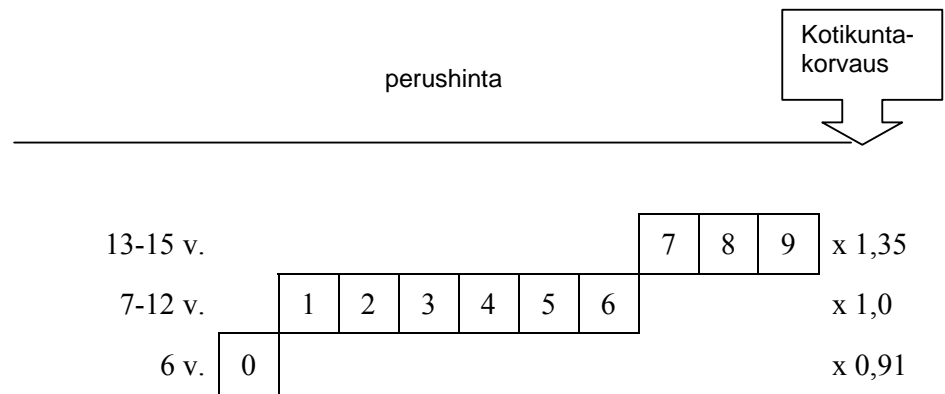 Kotikunta-
korvaus
perushinta
13-15 v. 7 8 9 x 1,35
7-12 v. 1 2 3 4 5 6 x 1,0
6 v. 0 x 0,91